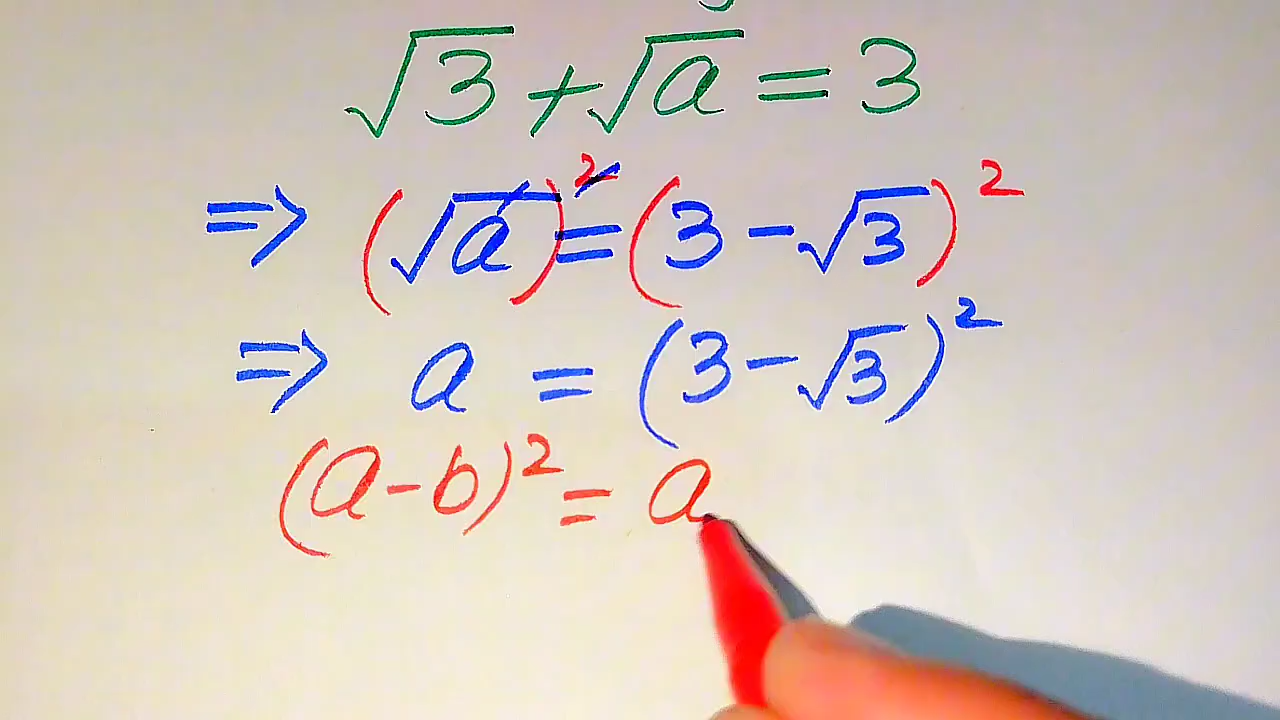 √3 + √a = 3
⇒ (√a)² = (3 - √3)²
⇒ a = (3 - √3)²
(a - b)² = a